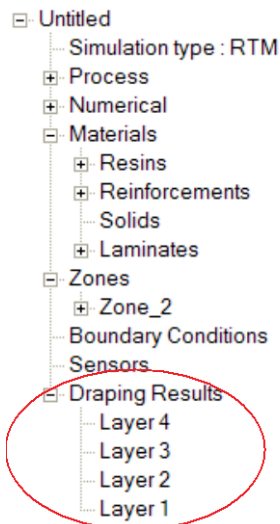 Untitled
Simulation type : RTM
Process
Numerical
Materials
Resins
Reinforcements
Solids
Laminates
Zones
Zone_2
Boundary Conditions
Sensors
Draping Results
Layer 4
Layer 3
Layer 2
Layer 1